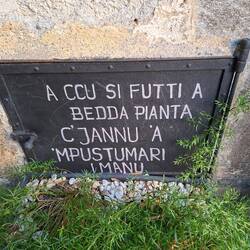 A CCU SI FUTTI A
BEDDA PIANTA
C'JANNU 'A
'MPUSTUMARI
I MANU